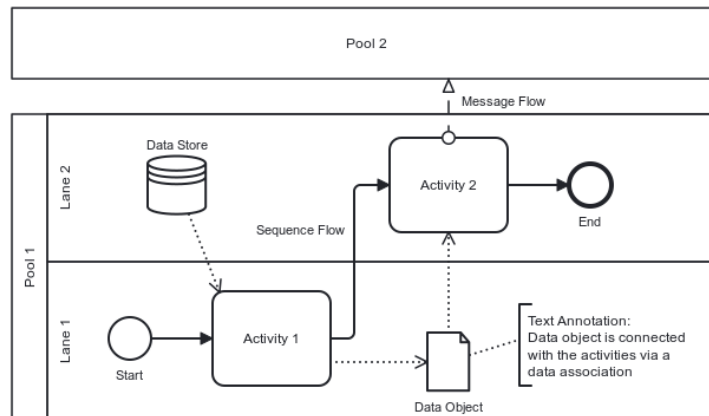 Pool 2
Message Flow
Pool 1
Lane 2
Data Store
Activity 2
End
Sequence Flow
Lane 1
Start
Activity 1
Data Object
Text Annotation:
Data object is connected
with the activities via a
data association